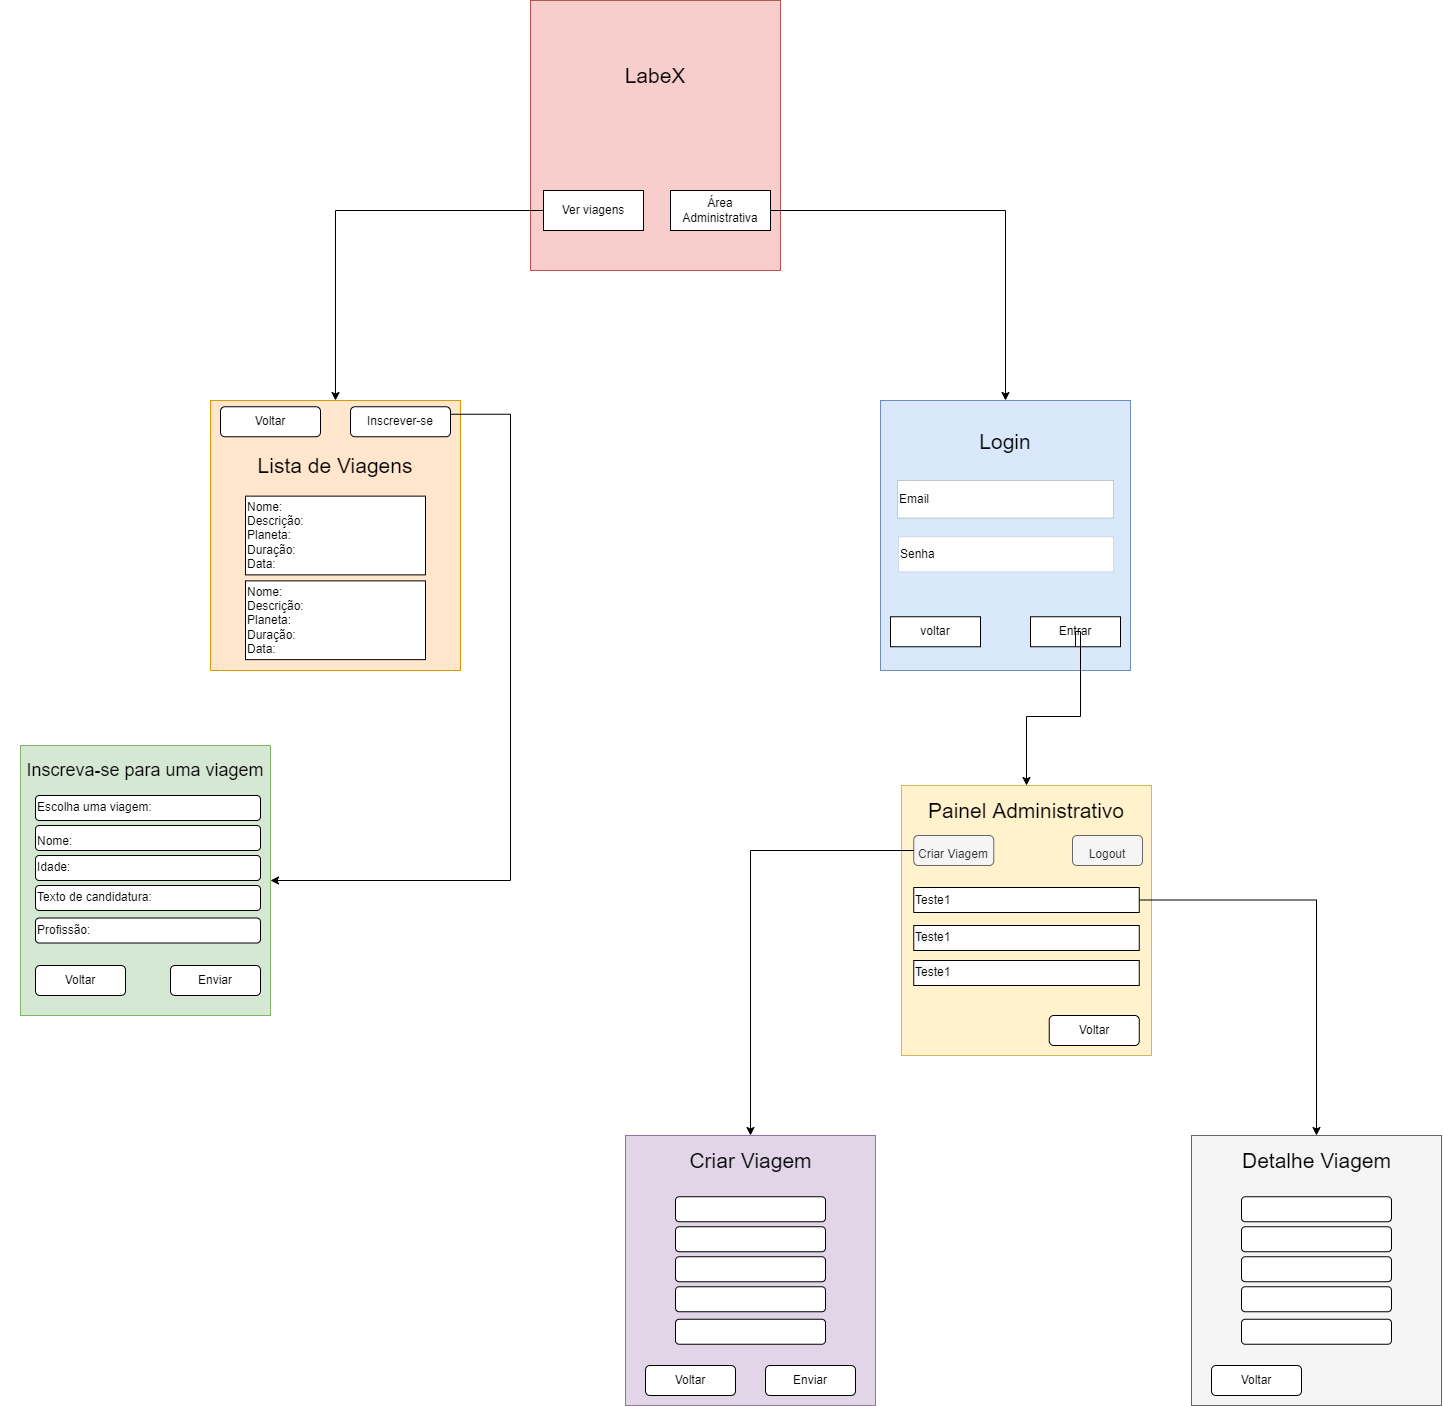 LabeX
Ver viagens
Área
Administrativa
Voltar
Inscrever-se
Lista de Viagens
Nome:
Descrição:
Planeta:
Duração:
Data:
Nome:
Descrição:
Planeta:
Duração:
Data:
Login
Email
Senha
voltar
Entrar
Inscreva-se para uma viagem
Escolha uma viagem:
Nome:
Idade:
Texto de candidatura:
Profissão:
Voltar
Enviar
Painel Administrativo
Criar Viagem
Logout
Teste1
Teste1
Teste1
Voltar
Criar Viagem
Voltar
Enviar
Detalhe Viagem
Voltar